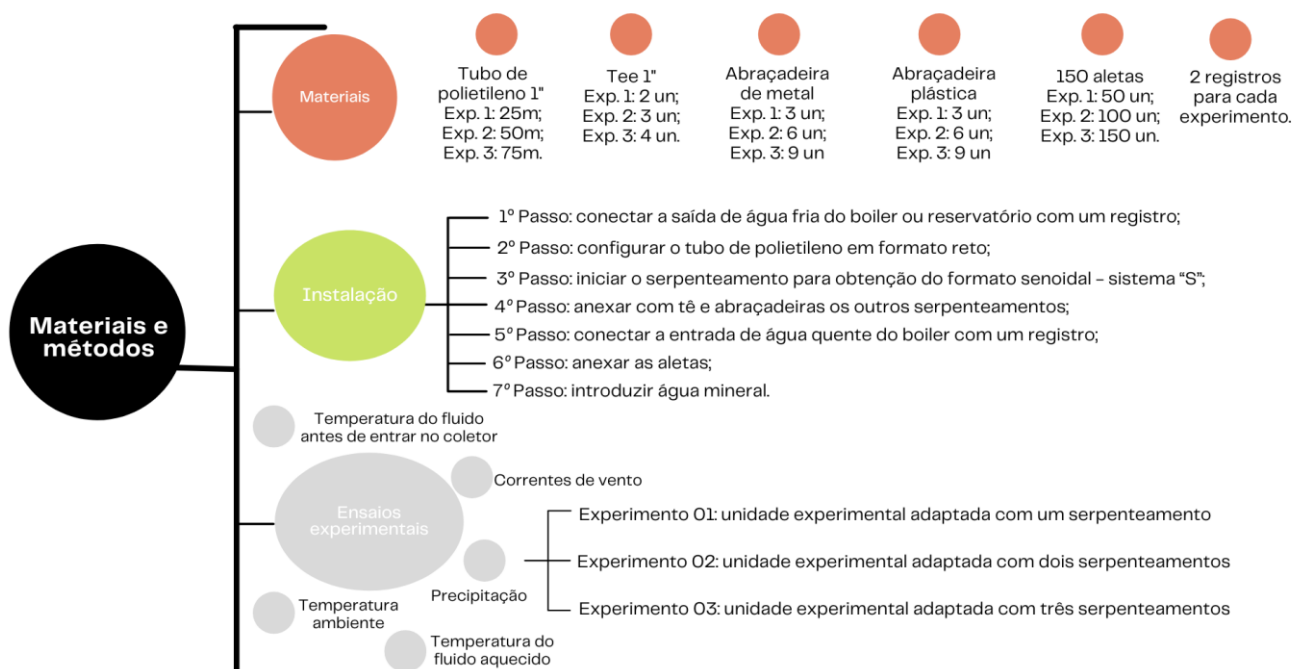 Materiais e
métodos
Materiais
Tubo de
polietileno 1"
Exp. 1: 25m;
Exp. 2: 50m;
Exp. 3: 75m.
Tee 1"
Exp. 1: 2 un;
Exp. 2: 3 un;
Exp. 3: 4 un.
Abraçadeira
de metal
Exp. 1: 3 un;
Exp. 2: 6 un;
Exp. 3: 9 un
Abraçadeira
plástica
Exp. 1: 3 un;
Exp. 2: 6 un;
Exp. 3: 9 un
150 aletas
Exp. 1: 50 un;
Exp. 2: 100 un;
Exp. 3: 150 un.
2 registros
para cada
experimento.
Instalação
1º Passo: conectar a saída de água fria do boiler ou reservatório com um registro;
2º Passo: configurar o tubo de polietileno em formato reto;
3º Passo: iniciar o serpenteamento para obtenção do formato senoidal - sistema “S”;
4º Passo: anexar com tê e abraçadeiras os outros serpenteamentos;
5º Passo: conectar a entrada de água quente do boiler com um registro;
6º Passo: anexar as aletas;
7º Passo: introduzir água mineral.
Ensaios
experimentais
Temperatura do fluido
antes de entrar no coletor
Correntes de vento
Precipitação
Temperatura
ambiente
Temperatura do
fluido aquecido
Experimento 01: unidade experimental adaptada com um serpenteamento
Experimento 02: unidade experimental adaptada com dois serpenteamentos
Experimento 03: unidade experimental adaptada com três serpenteamentos